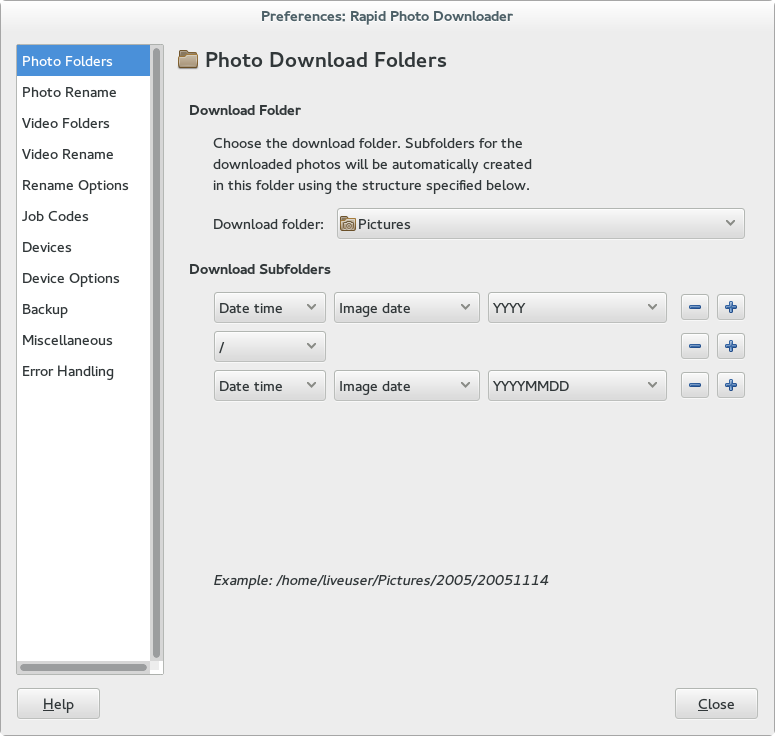 Preferences: Rapid Photo Downloader
Photo Folders
Photo Rename
Video Folders
Video Rename
Rename Options
Job Codes
Devices
Device Options
Backup
Miscellaneous
Error Handling
Photo Download Folders
Download Folder
Choose the download folder. Subfolders for the
downloaded photos will be automatically created
in this folder using the structure specified below.
Download folder: Pictures
Download Subfolders
Date time Image date YYYY
/
Date time Image date YYYYMMDD
Example: /home/liveuser/Pictures/2005/20051114
Help Close